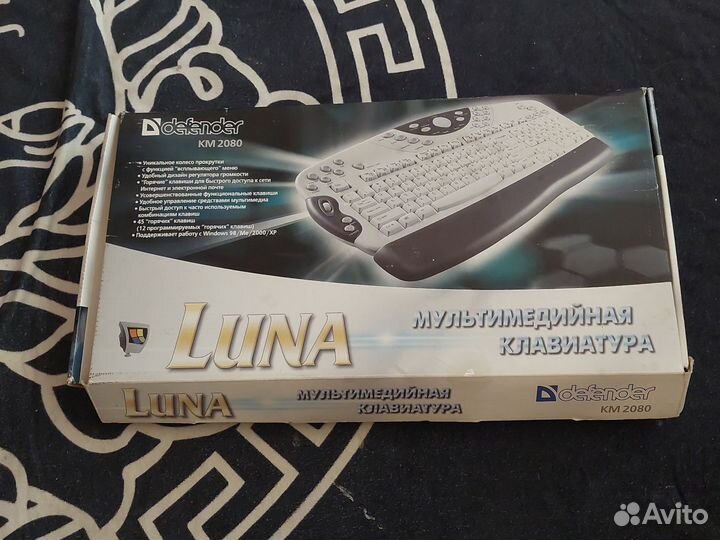 defender
KM 2080
- Уникальное колесо прокрутки
с функцией "всплывающего" меню
• Удобный дизайн регулятора громкости
• "Горячие" клавиши для быстрого доступа к сети
Интернет и электронной почте
• Усовершенствованные функциональные клавиши
• Удобное управление средствами мультимедиа
• Быстрый доступ к часто используемым
комбинациям клавиш
• 45 "горячих" клавиш
(12 программируемых "горячих" клавиш)
• Поддерживает работу с Windows 98/Me/2000/XP
LUNA
МУЛЬТИМЕДИЙНАЯ
КЛАВИАТУРА
LUNA
МУЛЬТИМЕДИЙНАЯ
КЛАВИАТУРА
defender
KM 2080
Avito